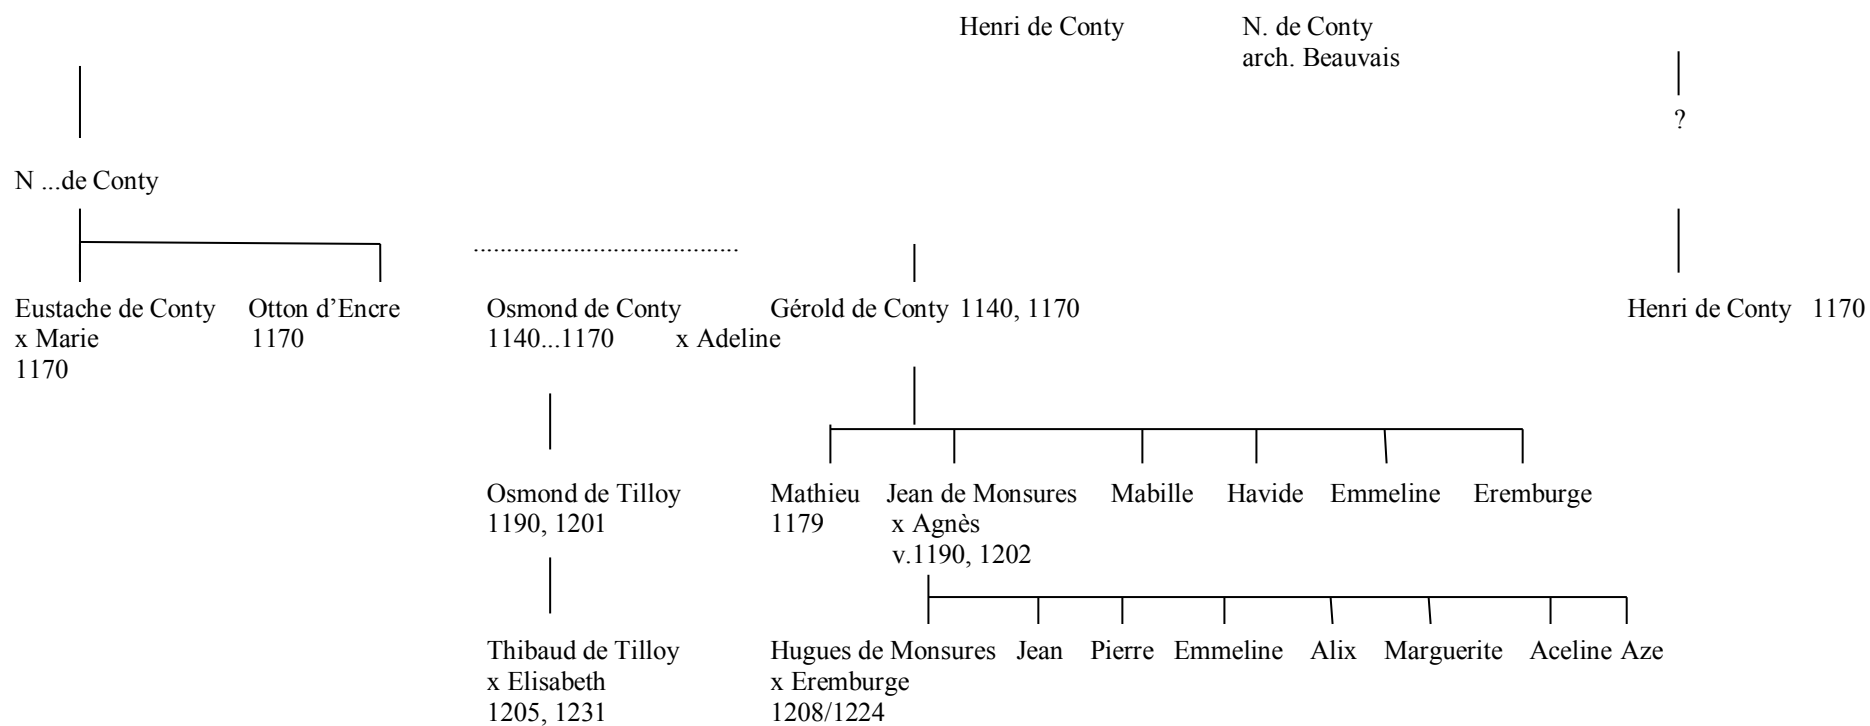 Henri de Conty N. de Conty
arch. Beauvais
?
N ...de Conty
........................................
Eustache de Conty Otton d’Encre Osmond de Conty Gérold de Conty 1140, 1170 Henri de Conty 1170
x Marie 1170 1140...1170 x Adeline
1170
Osmond de Tilloy Mathieu Jean de Monsures Mabille Havide Emmeline Eremburge
1190, 1201 1179 x Agnès
v.1190, 1202
Thibaud de Tilloy Hugues de Monsures Jean Pierre Emmeline Alix Marguerite Aceline Aze
x Elisabeth x Eremburge
1205, 1231 1208/1224